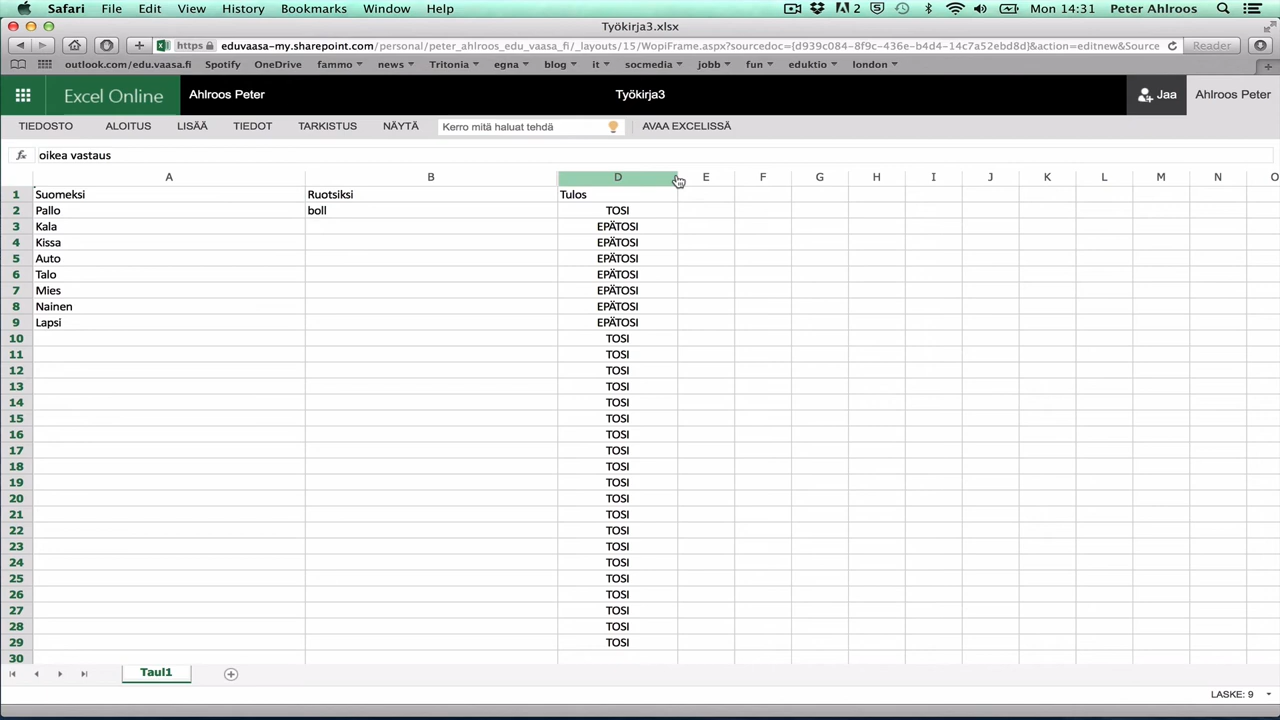 Safari File Edit View History Bookmarks Window Help 2 5 Mon 14:31 Peter Ahlroos
Työkirja3.xlsx
https eduvaasa-my.sharepoint.com/personal/peter_ahlroos_edu_vaasa_fi/_layouts/15/WopiFrame.aspx?sourcedoc={d939c084-8f9c-436e-b4d4-14c7a52ebd8d}&action=editnew&Source Reader
outlook.com/edu.vaasa.fi Spotify OneDrive fammo news Tritonia egna blog it socmedia jobb fun eduktio london
Excel Online Ahlroos Peter Työkirja3 Jaa Ahlroos Peter
TIEDOSTO ALOITUS LISÄÄ TIEDOT TARKISTUS NÄYTÄ Kerro mitä haluat tehdä AVAA EXCELISSÄ
fx oikea vastaus
A B D E F G H I J K L M N O
1 Suomeksi Ruotsiksi Tulos
2 Pallo boll TOSI
3 Kala EPÄTOSI
4 Kissa EPÄTOSI
5 Auto EPÄTOSI
6 Talo EPÄTOSI
7 Mies EPÄTOSI
8 Nainen EPÄTOSI
9 Lapsi EPÄTOSI
10 TOSI
11 TOSI
12 TOSI
13 TOSI
14 TOSI
15 TOSI
16 TOSI
17 TOSI
18 TOSI
19 TOSI
20 TOSI
21 TOSI
22 TOSI
23 TOSI
24 TOSI
25 TOSI
26 TOSI
27 TOSI
28 TOSI
29 TOSI
30
Taul1
LASKE: 9